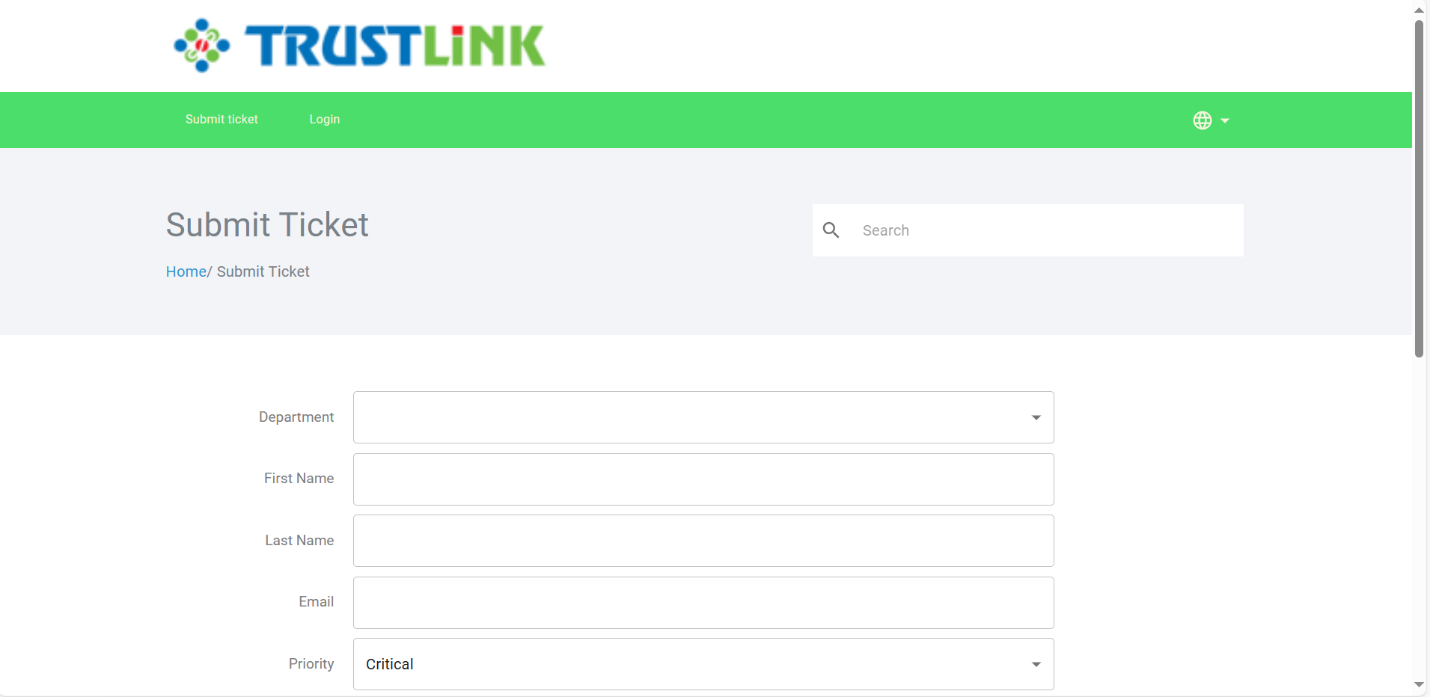 TRUSTLiNK
Submit ticket Login
Submit Ticket
Search
Home/ Submit Ticket
Department
First Name
Last Name
Email
Priority Critical